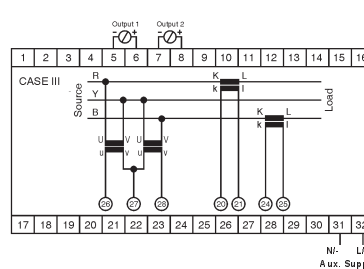 Output 1 Output 2
- + - +
1 2 3 4 5 6 7 8 9 10 11 12 13 14 15 16
CASE III
R K L
k l
Y
B K L
k l
Source
Load
U V U V
u v u v
26 27 28 20 21 24 25
17 18 19 20 21 22 23 24 25 26 27 28 29 30 31 32
N/- L/
Aux. Supp